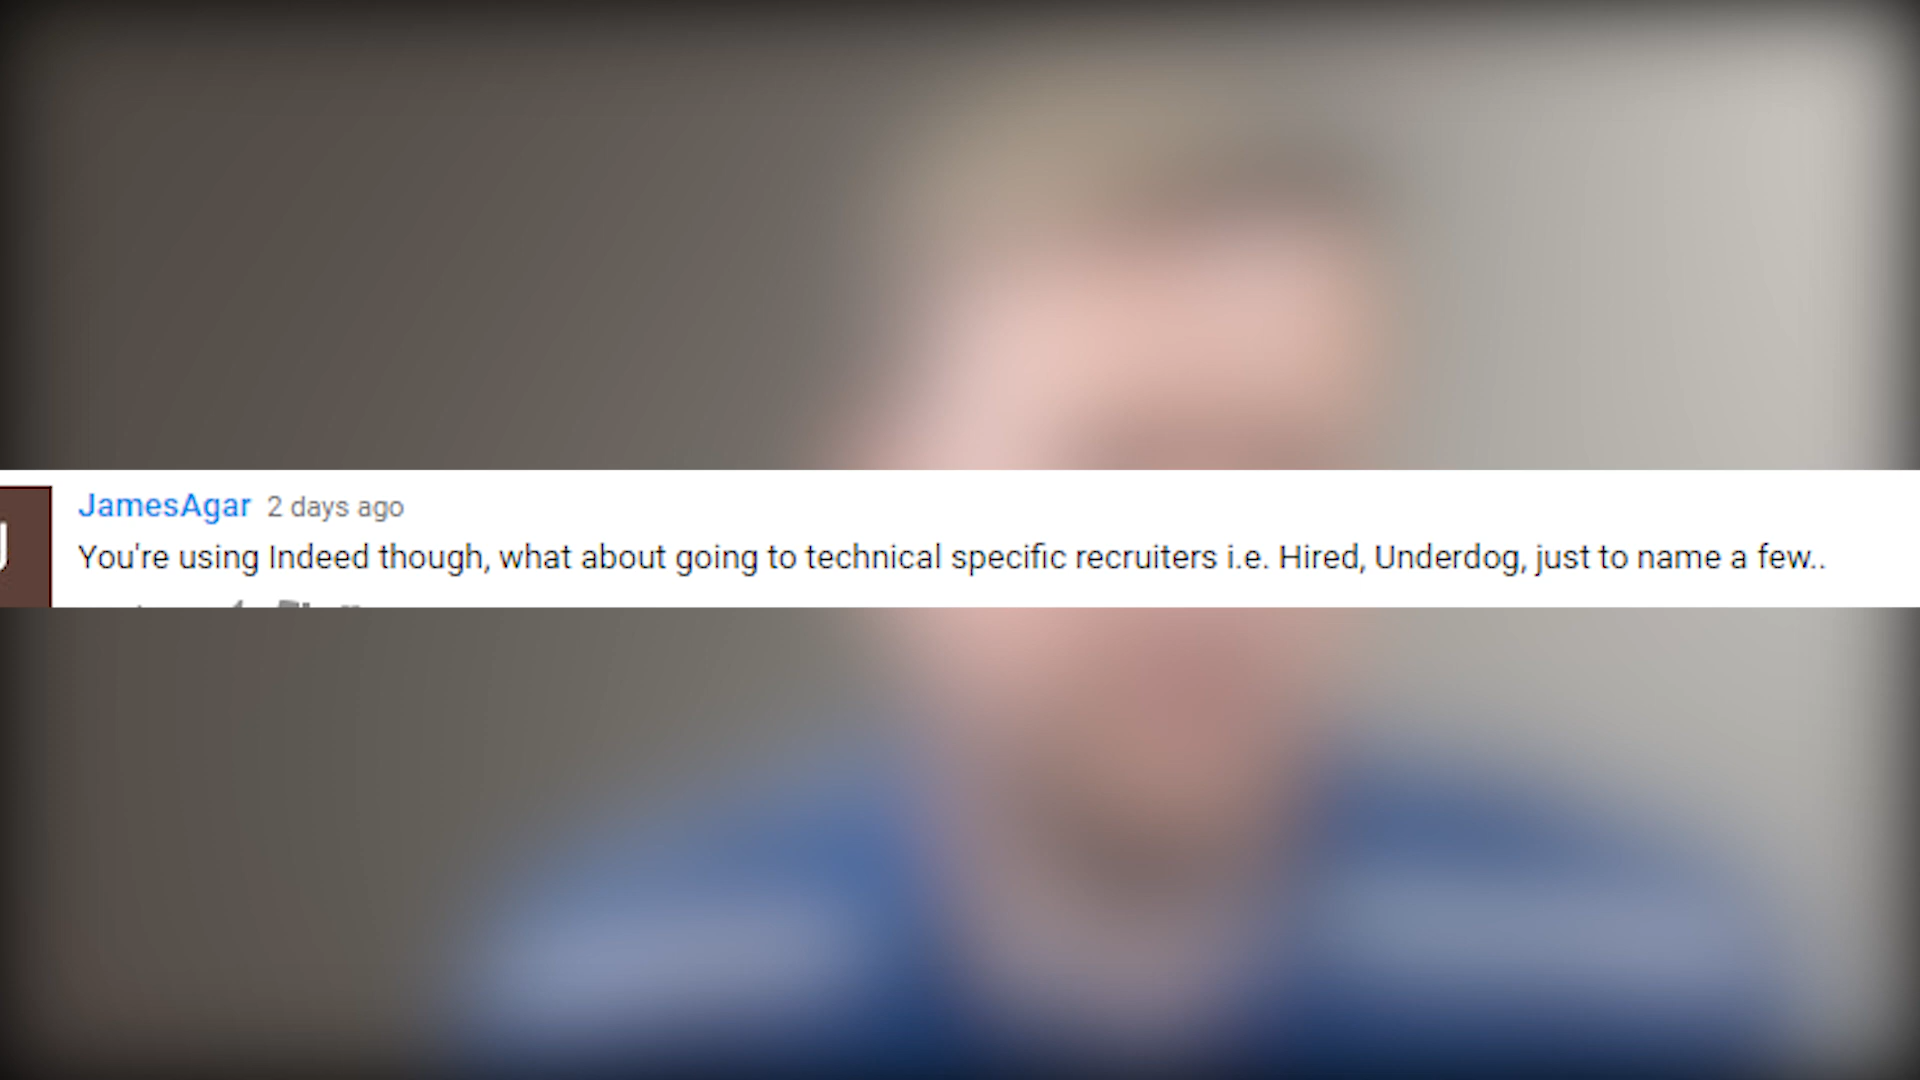 JamesAgar 2 days ago
You're using Indeed though, what about going to technical specific recruiters i.e. Hired, Underdog, just to name a few..